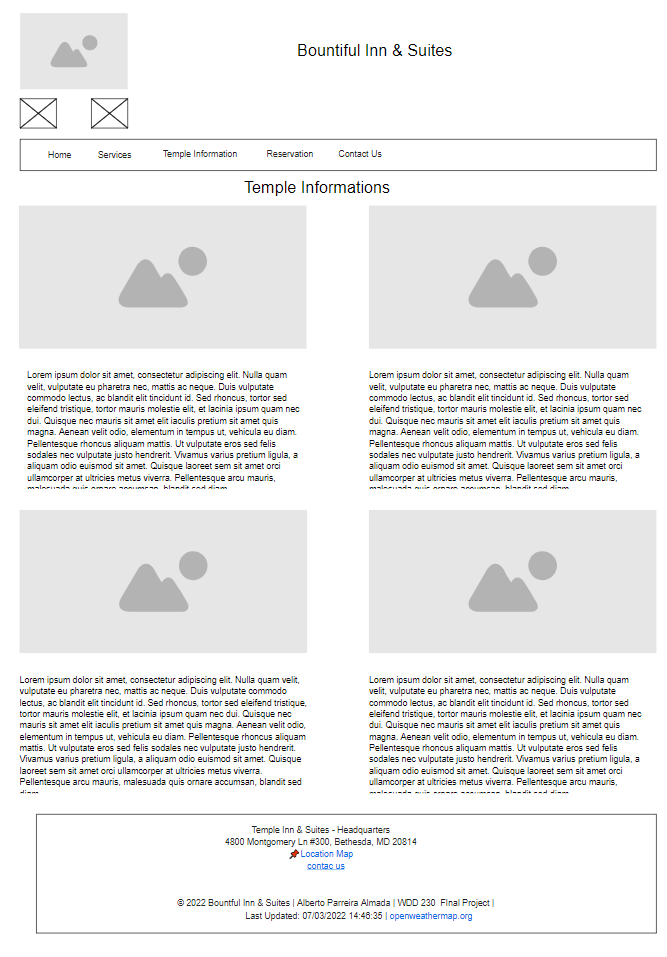 Bountiful Inn & Suites
Home Services Temple Information Reservation Contact Us
Temple Informations
Lorem ipsum dolor sit amet, consectetur adipiscing elit. Nulla quam
velit, vulputate eu pharetra nec, mattis ac neque. Duis vulputate
commodo lectus, ac blandit elit tincidunt id. Sed rhoncus, tortor sed
eleifend tristique, tortor mauris molestie elit, et lacinia ipsum quam nec
dui. Quisque nec mauris sit amet elit iaculis pretium sit amet quis
magna. Aenean velit odio, elementum in tempus ut, vehicula eu diam.
Pellentesque rhoncus aliquam mattis. Ut vulputate eros sed felis
sodales nec vulputate justo hendrerit. Vivamus varius pretium ligula, a
aliquam odio euismod sit amet. Quisque laoreet sem sit amet orci
ullamcorper at ultricies metus viverra. Pellentesque arcu mauris,
malesuada quis ornare accumsan, blandit sed diam
Lorem ipsum dolor sit amet, consectetur adipiscing elit. Nulla quam
velit, vulputate eu pharetra nec, mattis ac neque. Duis vulputate
commodo lectus, ac blandit elit tincidunt id. Sed rhoncus, tortor sed
eleifend tristique, tortor mauris molestie elit, et lacinia ipsum quam nec
dui. Quisque nec mauris sit amet elit iaculis pretium sit amet quis
magna. Aenean velit odio, elementum in tempus ut, vehicula eu diam.
Pellentesque rhoncus aliquam mattis. Ut vulputate eros sed felis
sodales nec vulputate justo hendrerit. Vivamus varius pretium ligula, a
aliquam odio euismod sit amet. Quisque laoreet sem sit amet orci
ullamcorper at ultricies metus viverra. Pellentesque arcu mauris,
malesuada quis ornare accumsan, blandit sed diam
Lorem ipsum dolor sit amet, consectetur adipiscing elit. Nulla quam velit,
vulputate eu pharetra nec, mattis ac neque. Duis vulputate commodo
lectus, ac blandit elit tincidunt id. Sed rhoncus, tortor sed eleifend tristique,
tortor mauris molestie elit, et lacinia ipsum quam nec dui. Quisque nec
mauris sit amet elit iaculis pretium sit amet quis magna. Aenean velit odio,
elementum in tempus ut, vehicula eu diam. Pellentesque rhoncus aliquam
mattis. Ut vulputate eros sed felis sodales nec vulputate justo hendrerit.
Vivamus varius pretium ligula, a aliquam odio euismod sit amet. Quisque
laoreet sem sit amet orci ullamcorper at ultricies metus viverra.
Pellentesque arcu mauris, malesuada quis ornare accumsan, blandit sed
diam
Lorem ipsum dolor sit amet, consectetur adipiscing elit. Nulla quam
velit, vulputate eu pharetra nec, mattis ac neque. Duis vulputate
commodo lectus, ac blandit elit tincidunt id. Sed rhoncus, tortor sed
eleifend tristique, tortor mauris molestie elit, et lacinia ipsum quam nec
dui. Quisque nec mauris sit amet elit iaculis pretium sit amet quis
magna. Aenean velit odio, elementum in tempus ut, vehicula eu diam.
Pellentesque rhoncus aliquam mattis. Ut vulputate eros sed felis
sodales nec vulputate justo hendrerit. Vivamus varius pretium ligula, a
aliquam odio euismod sit amet. Quisque laoreet sem sit amet orci
ullamcorper at ultricies metus viverra. Pellentesque arcu mauris,
malesuada quis ornare accumsan, blandit sed diam
Temple Inn & Suites - Headquarters
4800 Montgomery Ln #300, Bethesda, MD 20814
📌Location Map
contac us
© 2022 Bountiful Inn & Suites | Alberto Parreira Almada | WDD 230 FInal Project |
Last Updated: 07/03/2022 14:46:35 | openweathermap.org